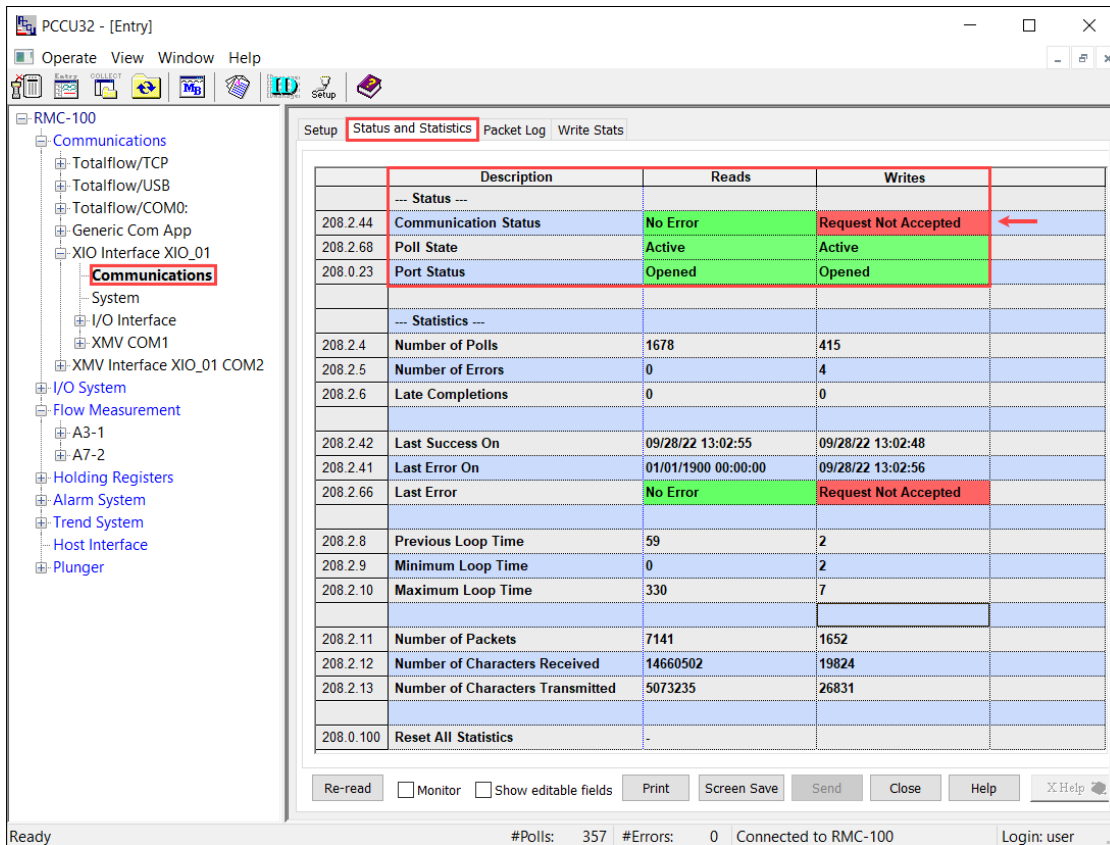 PCCU32 - [Entry]
Operate View Window Help
Entry COLLECT MB ID Setup
RMC-100
Communications
Totalflow/TCP
Totalflow/USB
Totalflow/COM0:
Generic Com App
XIO Interface XIO_01
Communications
System
I/O Interface
XMV COM1
XMV Interface XIO_01 COM2
I/O System
Flow Measurement
A3-1
A7-2
Holding Registers
Alarm System
Trend System
Host Interface
Plunger
Setup Status and Statistics Packet Log Write Stats
Description Reads Writes
--- Status ---
208.2.44 Communication Status No Error Request Not Accepted
208.2.68 Poll State Active Active
208.0.23 Port Status Opened Opened
--- Statistics ---
208.2.4 Number of Polls 1678 415
208.2.5 Number of Errors 0 4
208.2.6 Late Completions 0 0
208.2.42 Last Success On 09/28/22 13:02:55 09/28/22 13:02:48
208.2.41 Last Error On 01/01/1900 00:00:00 09/28/22 13:02:56
208.2.66 Last Error No Error Request Not Accepted
208.2.8 Previous Loop Time 59 2
208.2.9 Minimum Loop Time 0 2
208.2.10 Maximum Loop Time 330 7
208.2.11 Number of Packets 7141 1652
208.2.12 Number of Characters Received 14660502 19824
208.2.13 Number of Characters Transmitted 5073235 26831
208.0.100 Reset All Statistics -
Re-read Monitor Show editable fields Print Screen Save Send Close Help X Help
Ready #Polls: 357 #Errors: 0 Connected to RMC-100 Login: user